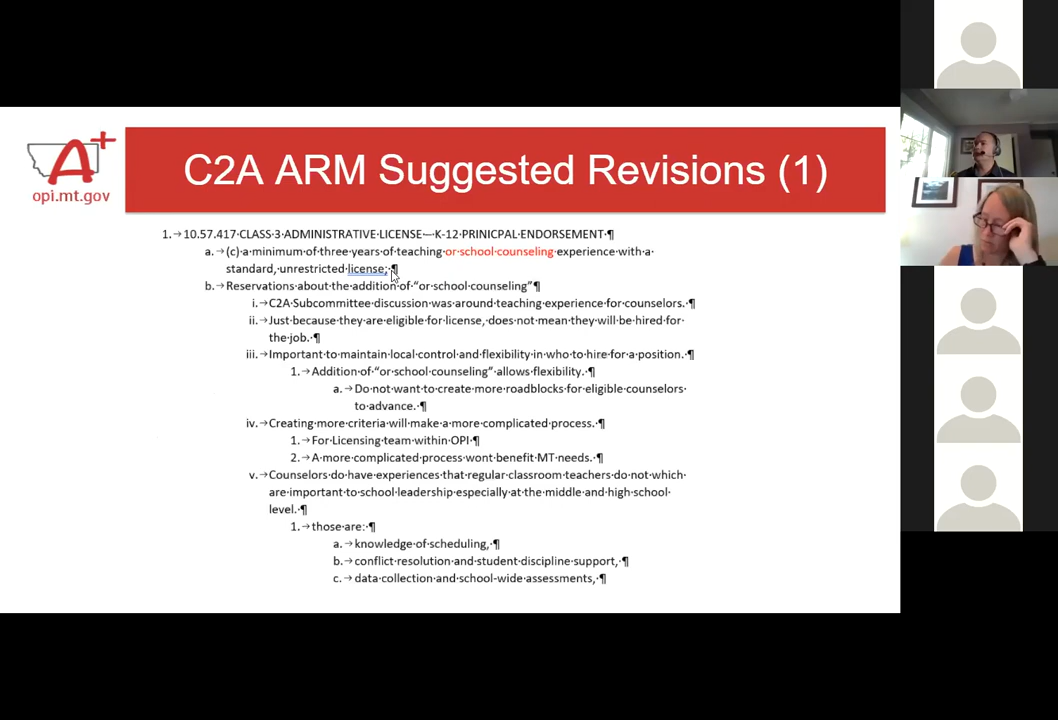 A+
opi.mt.gov
C2A ARM Suggested Revisions (1)
1. 10.57.417 CLASS 3 ADMINISTRATIVE LICENSE – K-12 PRINICPAL ENDORSEMENT ¶
a. (c) a minimum of three years of teaching or school counseling experience with a
standard, unrestricted license; ¶
b. Reservations about the addition of “or school counseling” ¶
i. C2A Subcommittee discussion was around teaching experience for counselors. ¶
ii. Just because they are eligible for license, does not mean they will be hired for
the job. ¶
iii. Important to maintain local control and flexibility in who to hire for a position. ¶
1. Addition of “or school counseling” allows flexibility. ¶
a. Do not want to create more roadblocks for eligible counselors
to advance. ¶
iv. Creating more criteria will make a more complicated process. ¶
1. For Licensing team within OPI ¶
2. A more complicated process wont benefit MT needs. ¶
v. Counselors do have experiences that regular classroom teachers do not which
are important to school leadership especially at the middle and high school
level. ¶
1. those are: ¶
a. knowledge of scheduling, ¶
b. conflict resolution and student discipline support, ¶
c. data collection and school-wide assessments, ¶